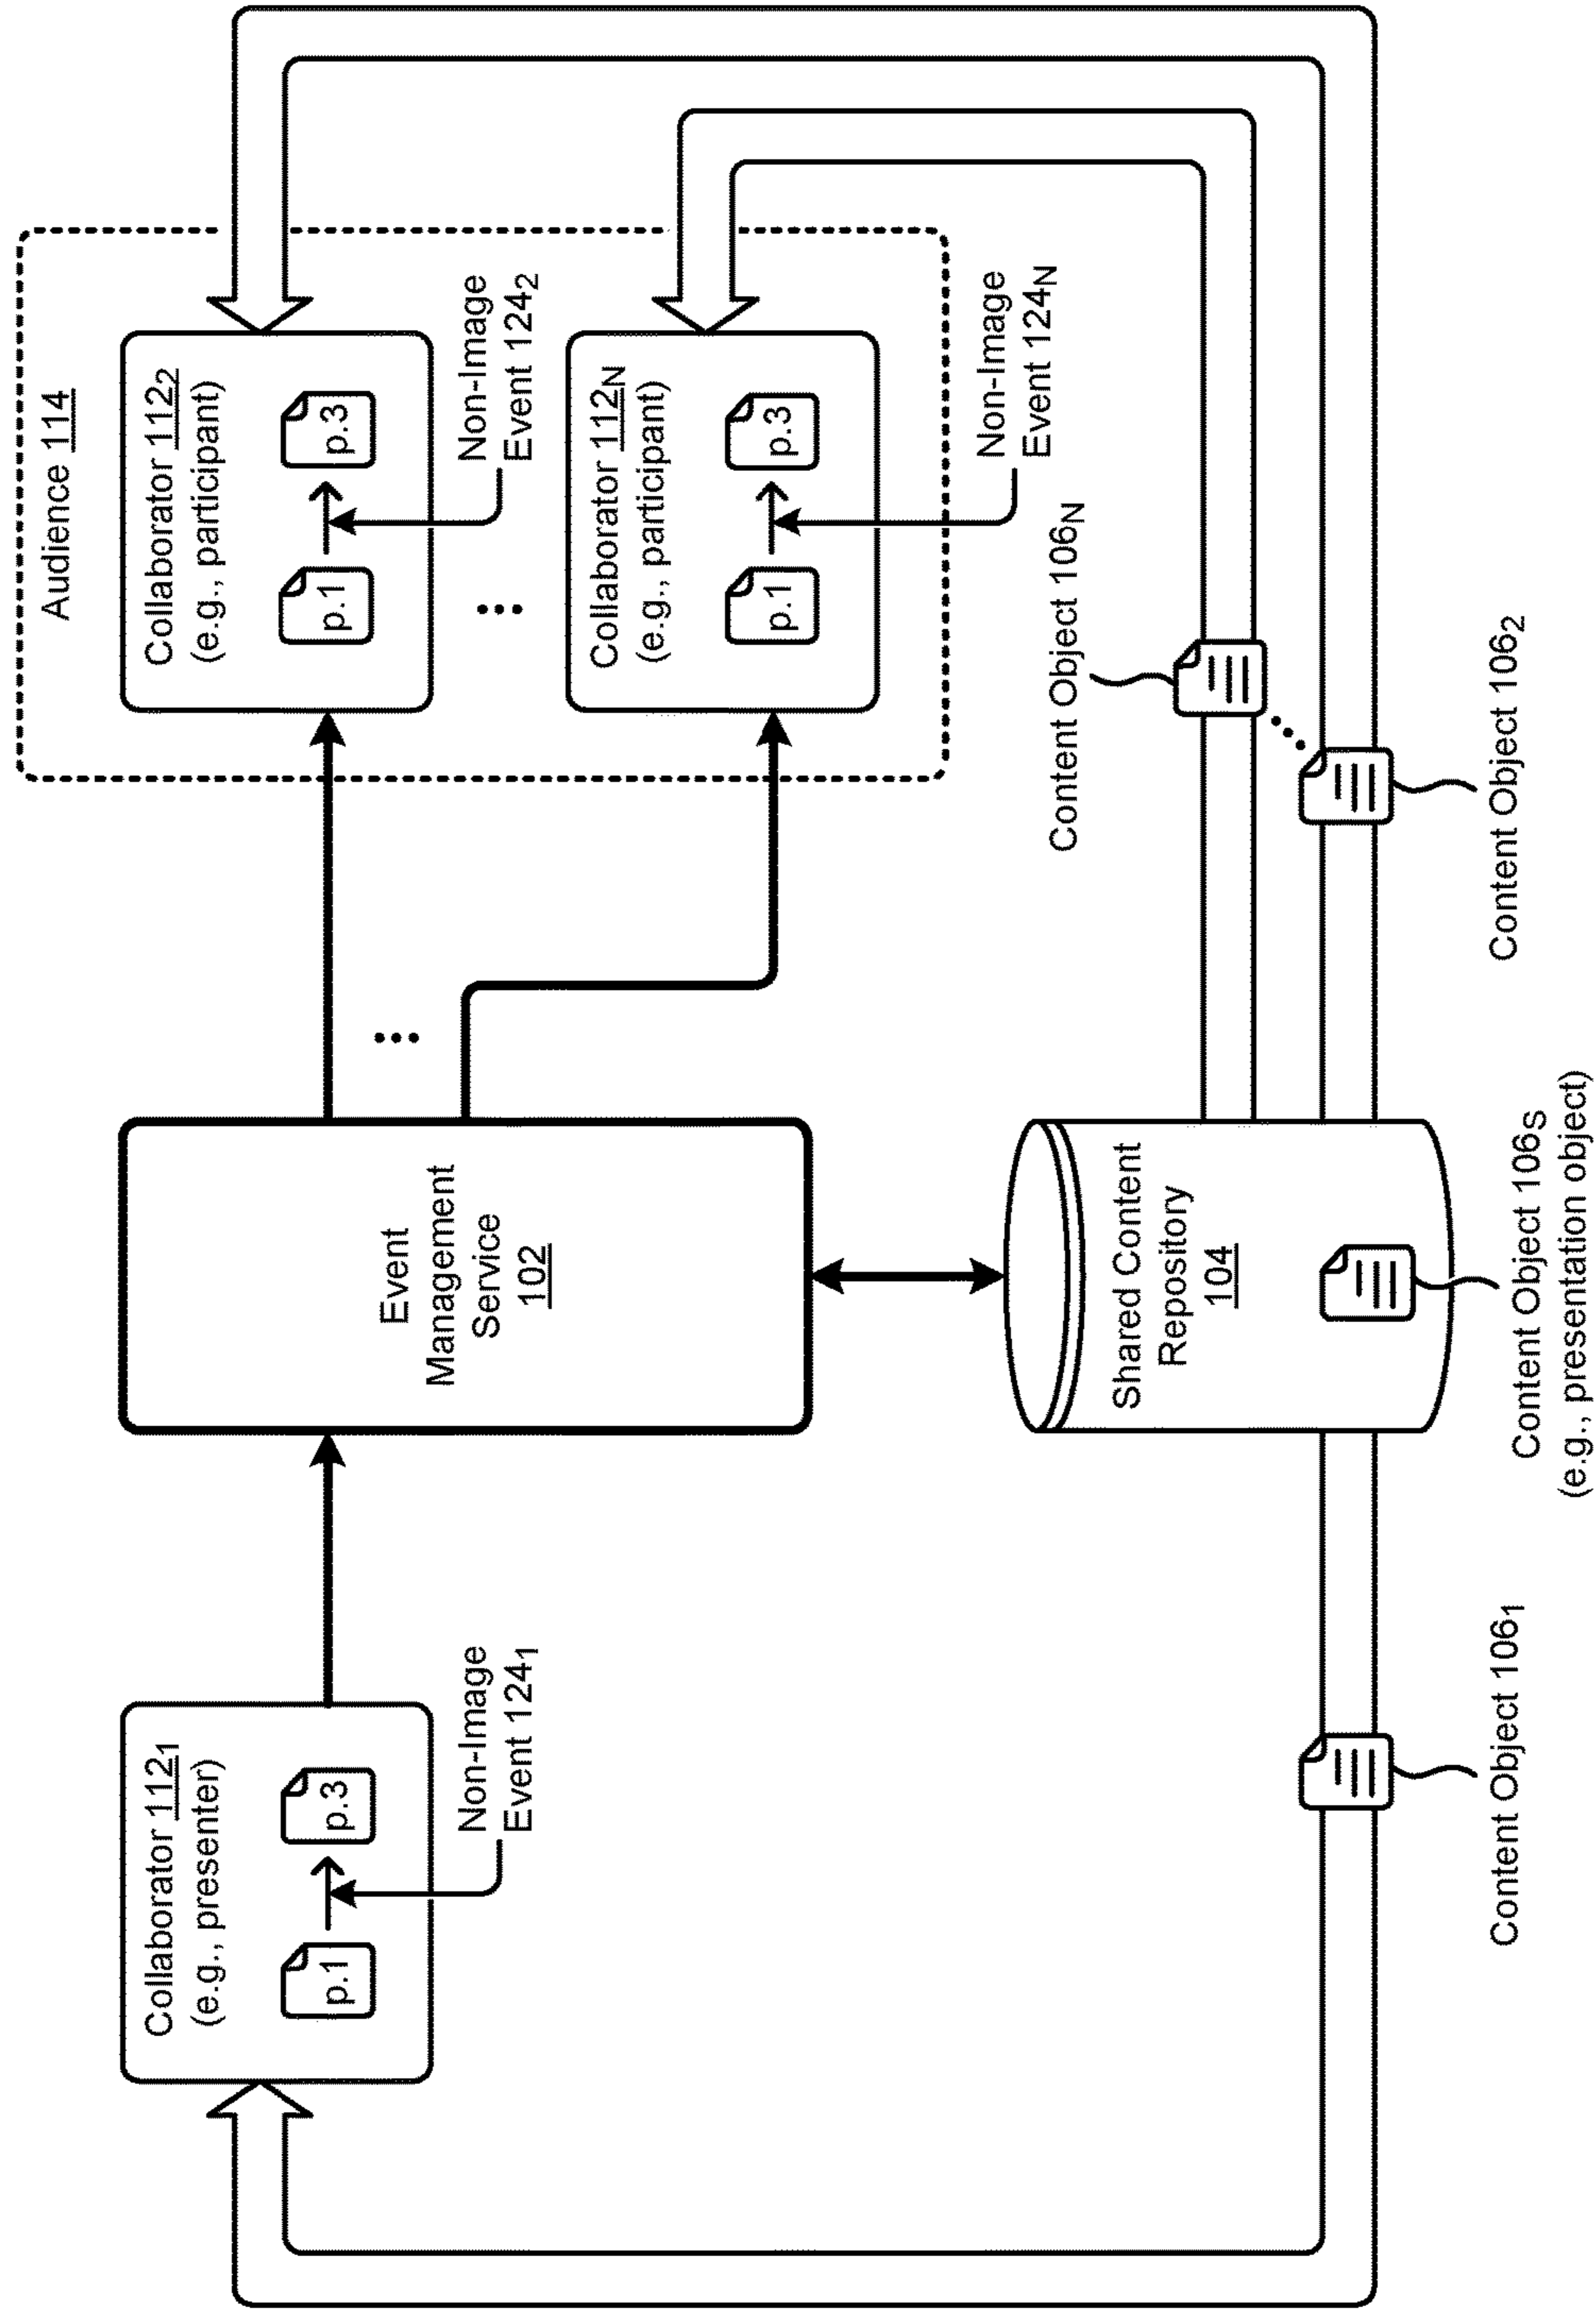 Audience 114
Collaborator 112₁
(e.g., presenter)
p.1
p.3
Non-Image
Event 124₁
Event
Management
Service
102
Collaborator 112₂
(e.g., participant)
p.1
p.3
Non-Image
Event 124₂
...
...
Collaborator 112N
(e.g., participant)
p.1
p.3
Non-Image
Event 124N
Shared Content
Repository
104
Content Object 106N
Content Object 106₁
Content Object 106S
(e.g., presentation object)
Content Object 106₂